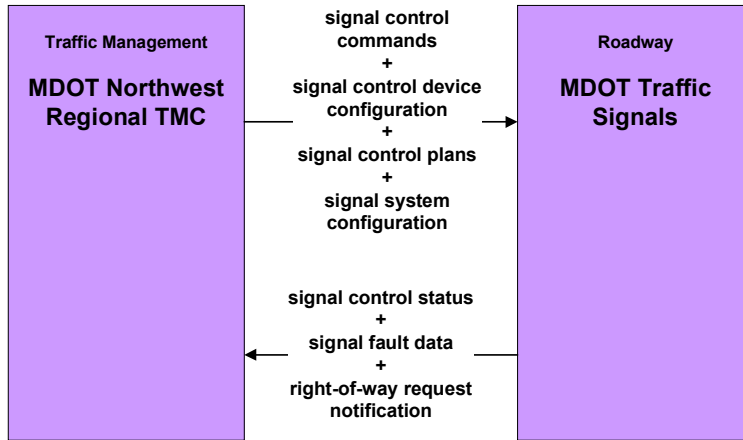 Traffic Management
MDOT Northwest
Regional TMC
signal control
commands
+
signal control device
configuration
+
signal control plans
+
signal system
configuration
signal control status
+
signal fault data
+
right-of-way request
notification
Roadway
MDOT Traffic
Signals